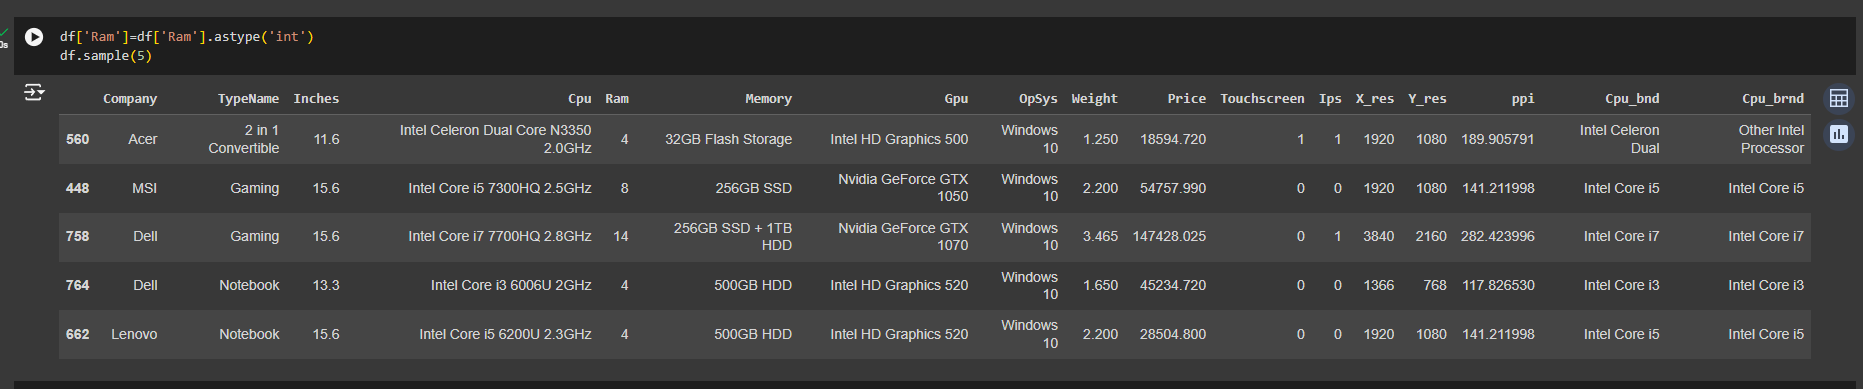 df['Ram']=df['Ram'].astype('int')
df.sample(5)
Company TypeName Inches Cpu Ram Memory Gpu OpSys Weight Price Touchscreen Ips X_res Y_res ppi Cpu_bnd Cpu_brnd
560 Acer 2 in 1 Convertible 11.6 Intel Celeron Dual Core N3350 2.0GHz 4 32GB Flash Storage Intel HD Graphics 500 Windows 10 1.250 18594.720 1 1 1920 1080 189.905791 Intel Celeron Dual Other Intel Processor
448 MSI Gaming 15.6 Intel Core i5 7300HQ 2.5GHz 8 256GB SSD Nvidia GeForce GTX 1050 Windows 10 2.200 54757.990 0 0 1920 1080 141.211998 Intel Core i5 Intel Core i5
758 Dell Gaming 15.6 Intel Core i7 7700HQ 2.8GHz 14 256GB SSD + 1TB HDD Nvidia GeForce GTX 1070 Windows 10 3.465 147428.025 0 1 3840 2160 282.423996 Intel Core i7 Intel Core i7
764 Dell Notebook 13.3 Intel Core i3 6006U 2GHz 4 500GB HDD Intel HD Graphics 520 Windows 10 1.650 45234.720 0 0 1366 768 117.826530 Intel Core i3 Intel Core i3
662 Lenovo Notebook 15.6 Intel Core i5 6200U 2.3GHz 4 500GB HDD Intel HD Graphics 520 Windows 10 2.200 28504.800 0 0 1920 1080 141.211998 Intel Core i5 Intel Core i5